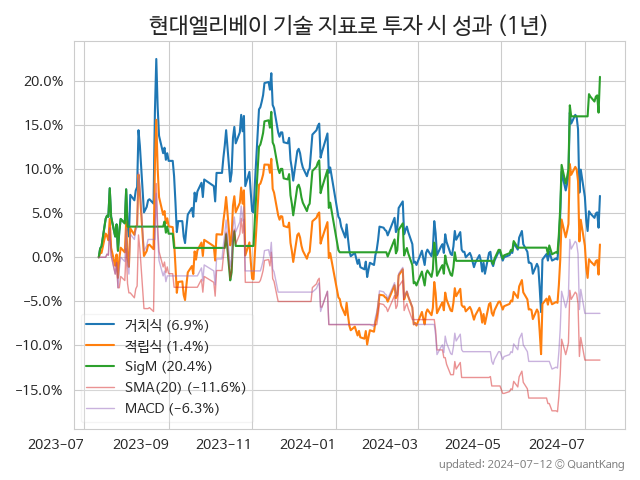 현대엘리베이 기술 지표로 투자 시 성과 (1년)
20.0%
15.0%
10.0%
5.0%
0.0%
−5.0%
−10.0%
−15.0%
거치식 (6.9%)
적립식 (1.4%)
SigM (20.4%)
SMA(20) (−11.6%)
MACD (−6.3%)
2023-07 2023-09 2023-11 2024-01 2024-03 2024-05 2024-07
updated: 2024-07-12 © QuantKang